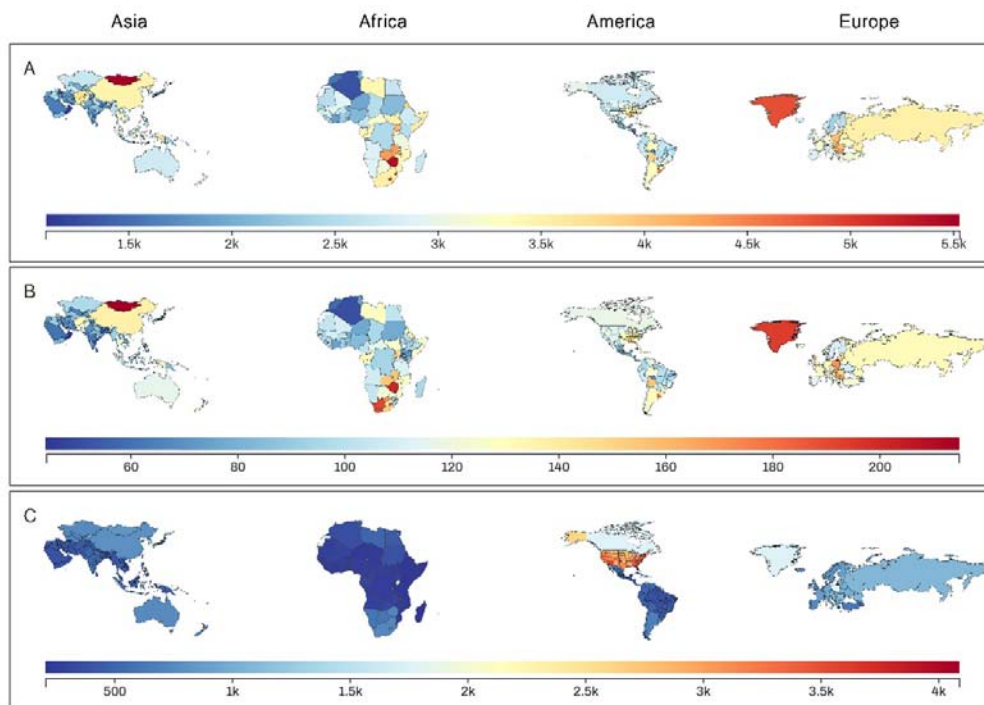 Asia Africa America Europe
A
1.5k 2k 2.5k 3k 3.5k 4k 4.5k 5k 5.5k
B
60 80 100 120 140 160 180 200
C
500 1k 1.5k 2k 2.5k 3k 3.5k 4k